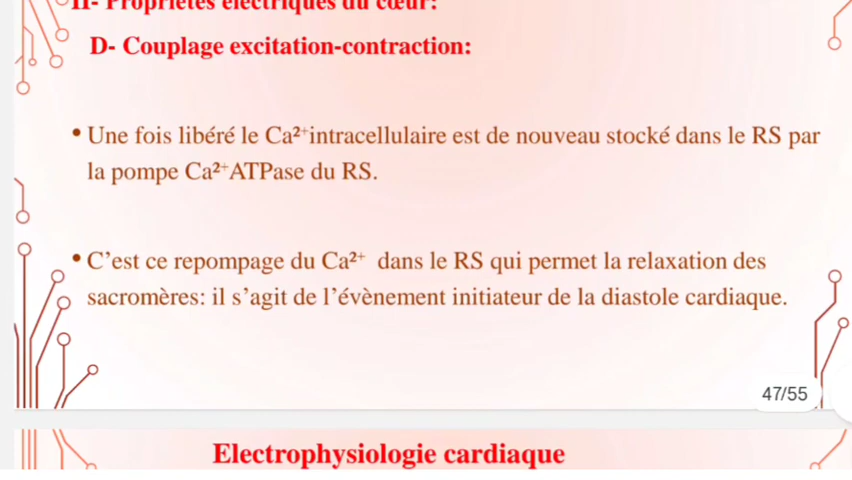 II- Propriétés électriques du cœur:
D- Couplage excitation-contraction:
• Une fois libéré le Ca²⁺intracellulaire est de nouveau stocké dans le RS par
la pompe Ca²⁺ATPase du RS.
• C’est ce repompage du Ca²⁺ dans le RS qui permet la relaxation des
sacromères: il s’agit de l’évènement initiateur de la diastole cardiaque.
47/55
Electrophysiologie cardiaque